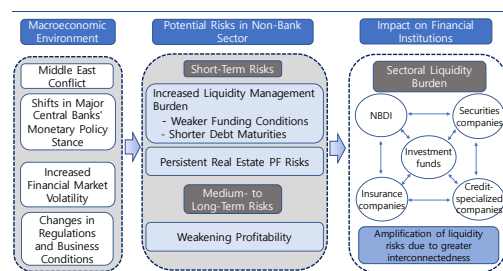 Macroeconomic
Environment
Middle East
Conflict
Shifts in Major
Central Banks'
Monetary Policy
Stance
Increased
Financial Market
Volatility
Changes in
Regulations
and Business
Conditions
Potential Risks in Non-Bank
Sector
Short-Term Risks
Increased Liquidity Management
Burden
- Weaker Funding Conditions
- Shorter Debt Maturities
Persistent Real Estate PF Risks
Medium- to
Long-Term Risks
Weakening Profitability
Impact on Financial
Institutions
Sectoral Liquidity
Burden
NBDI
Securities
companies
Investment
funds
Insurance
companies
Credit-
specialized
companies
Amplification of liquidity
risks due to greater
interconnectedness